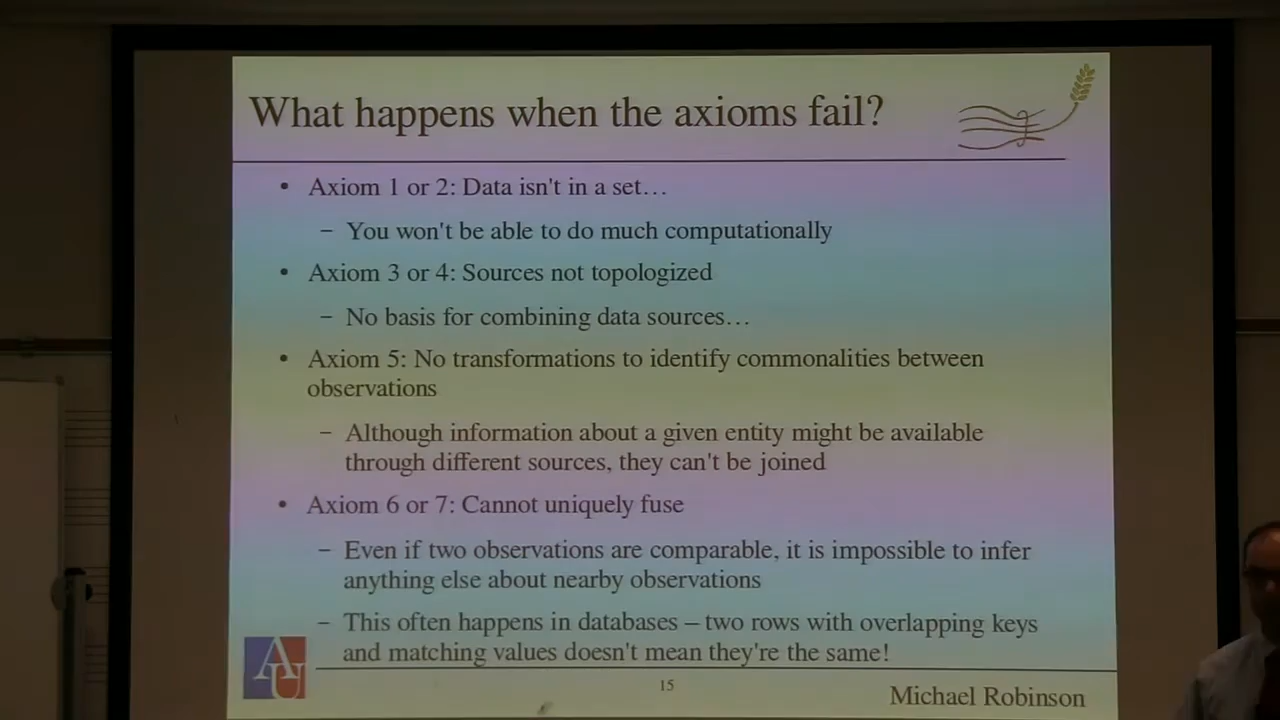 What happens when the axioms fail?
• Axiom 1 or 2: Data isn't in a set…
– You won't be able to do much computationally
• Axiom 3 or 4: Sources not topologized
– No basis for combining data sources…
• Axiom 5: No transformations to identify commonalities between
observations
– Although information about a given entity might be available
through different sources, they can't be joined
• Axiom 6 or 7: Cannot uniquely fuse
– Even if two observations are comparable, it is impossible to infer
anything else about nearby observations
– This often happens in databases – two rows with overlapping keys
and matching values doesn't mean they're the same!
AU
15
Michael Robinson